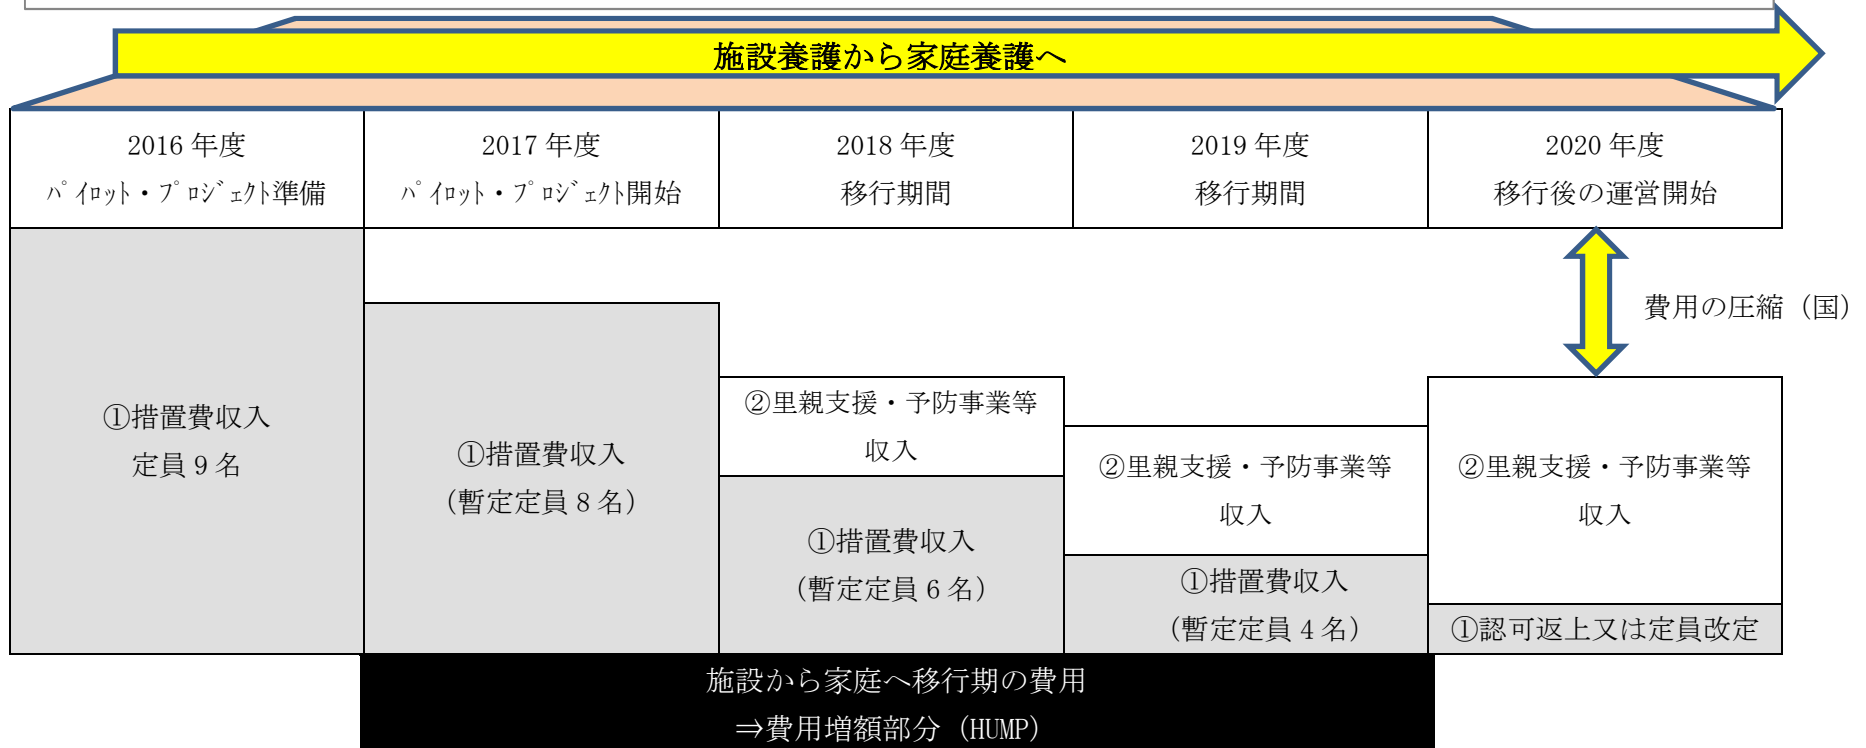 施設養護から家庭養護へ
2016 年度
ﾊﾟｲﾛｯﾄ・ﾌﾟﾛｼﾞｪｸﾄ準備
2017 年度
ﾊﾟｲﾛｯﾄ・ﾌﾟﾛｼﾞｪｸﾄ開始
2018 年度
移行期間
2019 年度
移行期間
2020 年度
移行後の運営開始
費用の圧縮（国）
①措置費収入
定員 9 名
①措置費収入
（暫定定員 8 名）
②里親支援・予防事業等
収入
①措置費収入
（暫定定員 6 名）
②里親支援・予防事業等
収入
①措置費収入
（暫定定員 4 名）
②里親支援・予防事業等
収入
①認可返上又は定員改定
施設から家庭へ移行期の費用
⇒費用増額部分（HUMP）